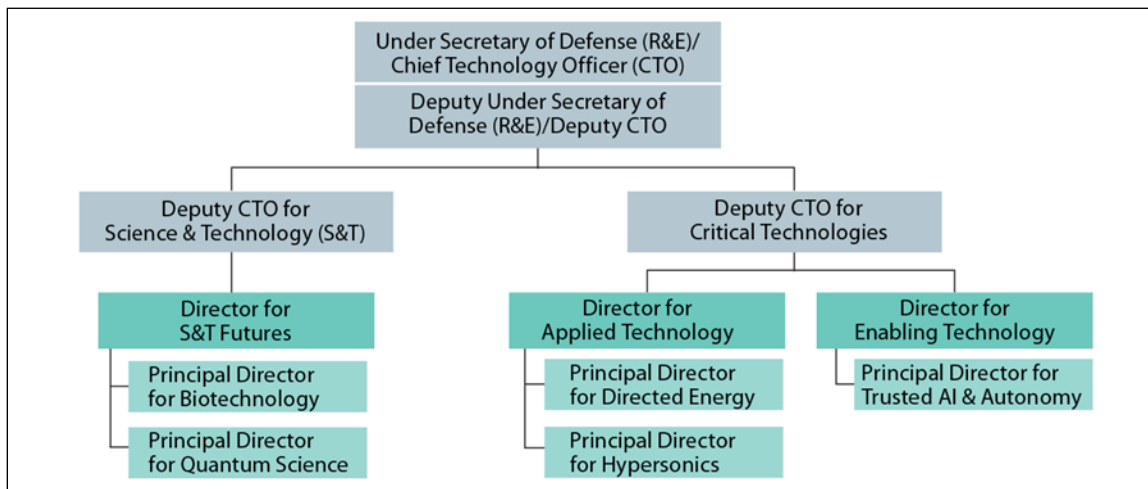 Under Secretary of Defense (R&E)/
Chief Technology Officer (CTO)
Deputy Under Secretary of
Defense (R&E)/Deputy CTO
Deputy CTO for
Science & Technology (S&T)
Deputy CTO for
Critical Technologies
Director for
S&T Futures
Director for
Applied Technology
Director for
Enabling Technology
Principal Director
for Biotechnology
Principal Director
for Directed Energy
Principal Director for
Trusted AI & Autonomy
Principal Director
for Quantum Science
Principal Director
for Hypersonics